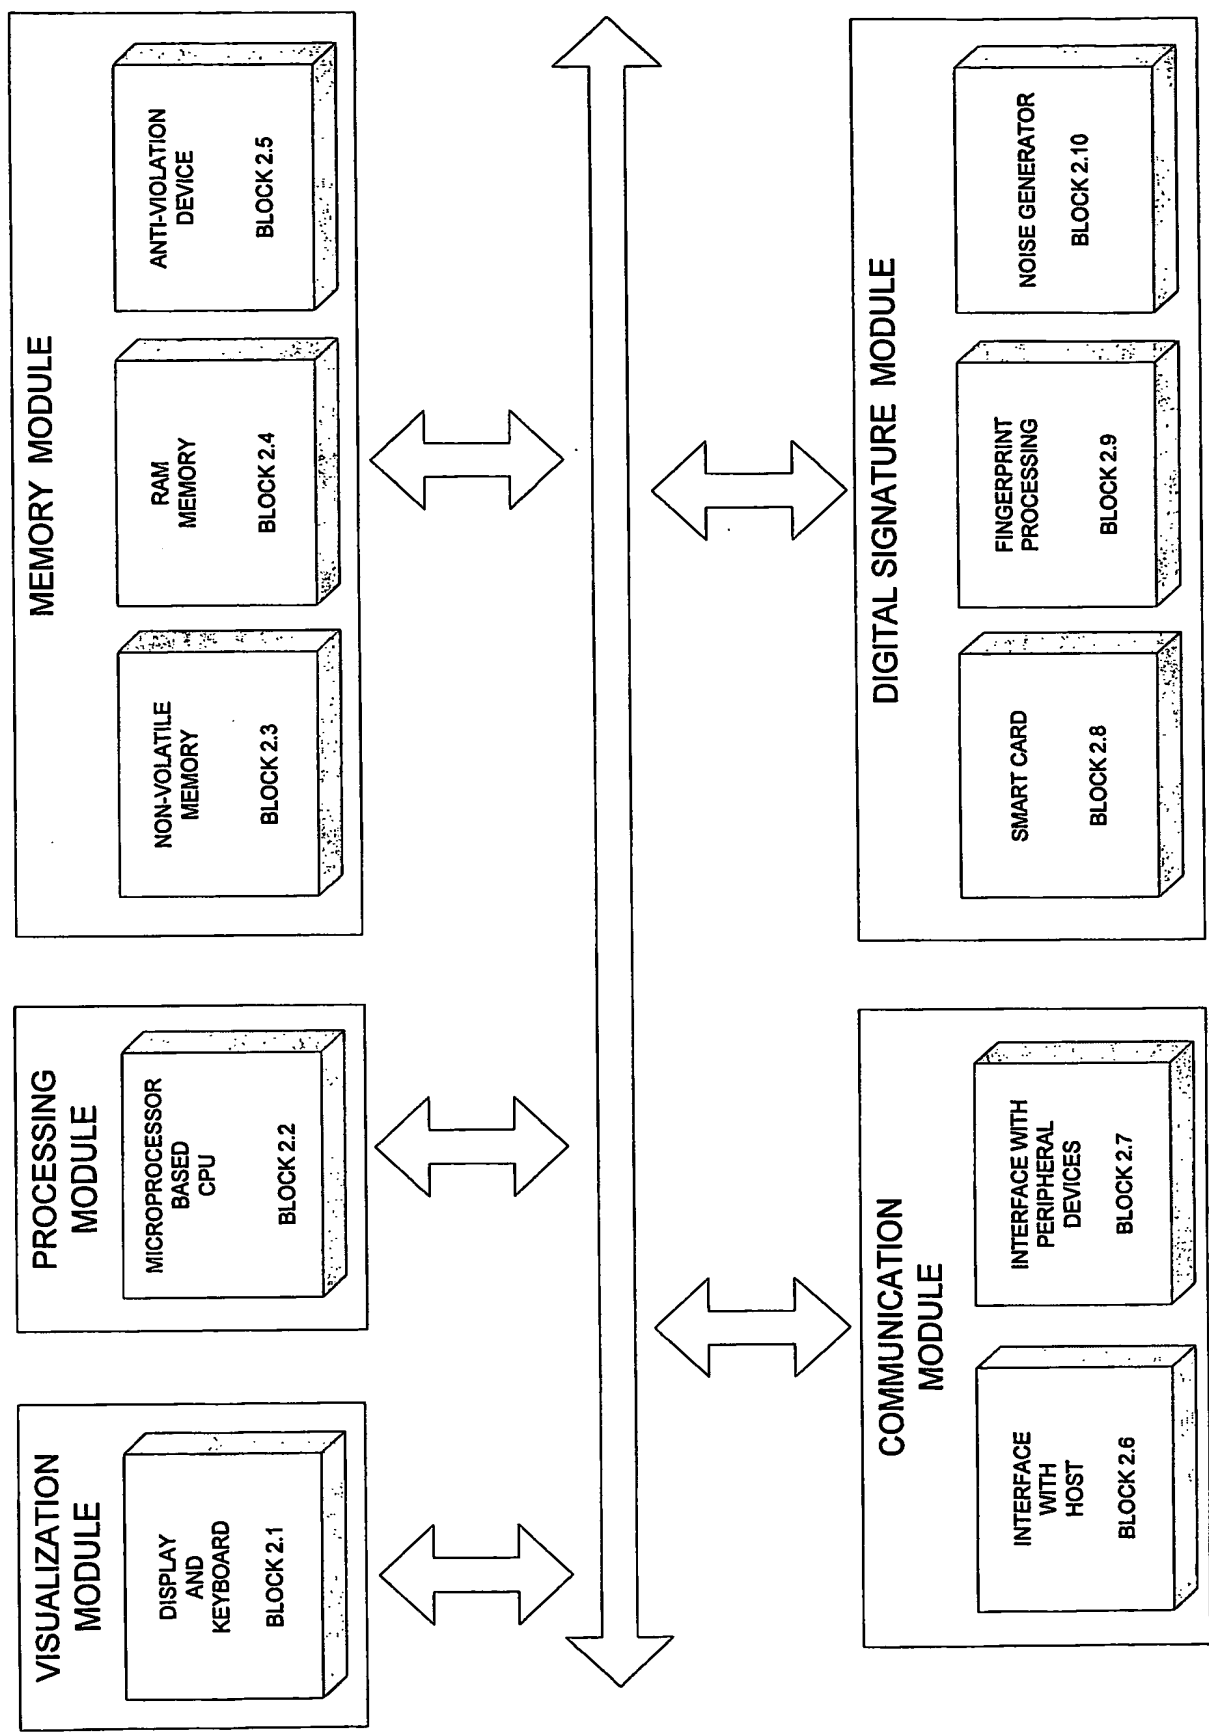 VISUALIZATION
MODULE
DISPLAY
AND
KEYBOARD
BLOCK 2.1
PROCESSING
MODULE
MICROPROCESSOR
BASED
CPU
BLOCK 2.2
MEMORY MODULE
NON-VOLATILE
MEMORY
BLOCK 2.3
RAM
MEMORY
BLOCK 2.4
ANTI-VIOLATION
DEVICE
BLOCK 2.5
COMMUNICATION
MODULE
INTERFACE
WITH
HOST
BLOCK 2.6
INTERFACE WITH
PERIPHERAL
DEVICES
BLOCK 2.7
DIGITAL SIGNATURE MODULE
SMART CARD
BLOCK 2.8
FINGERPRINT
PROCESSING
BLOCK 2.9
NOISE GENERATOR
BLOCK 2.10